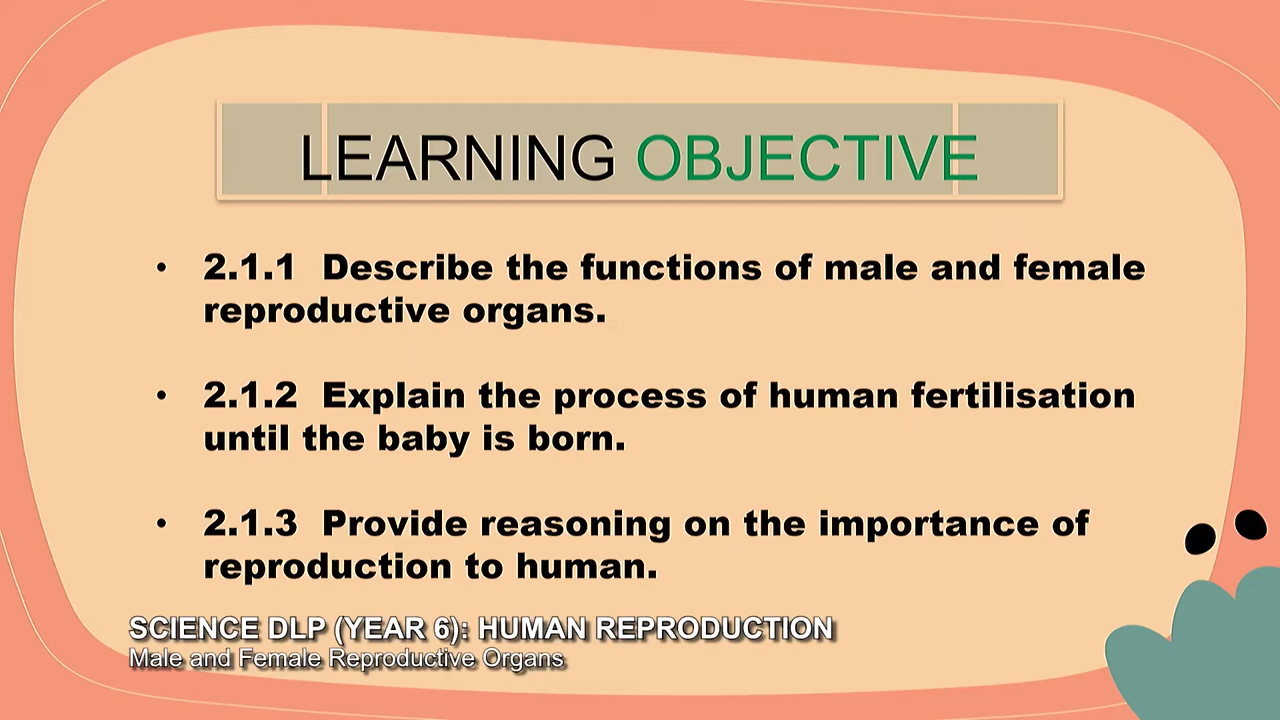 LEARNING OBJECTIVE
• 2.1.1 Describe the functions of male and female
reproductive organs.
• 2.1.2 Explain the process of human fertilisation
until the baby is born.
• 2.1.3 Provide reasoning on the importance of
reproduction to human.
SCIENCE DLP (YEAR 6): HUMAN REPRODUCTION
Male and Female Reproductive Organs